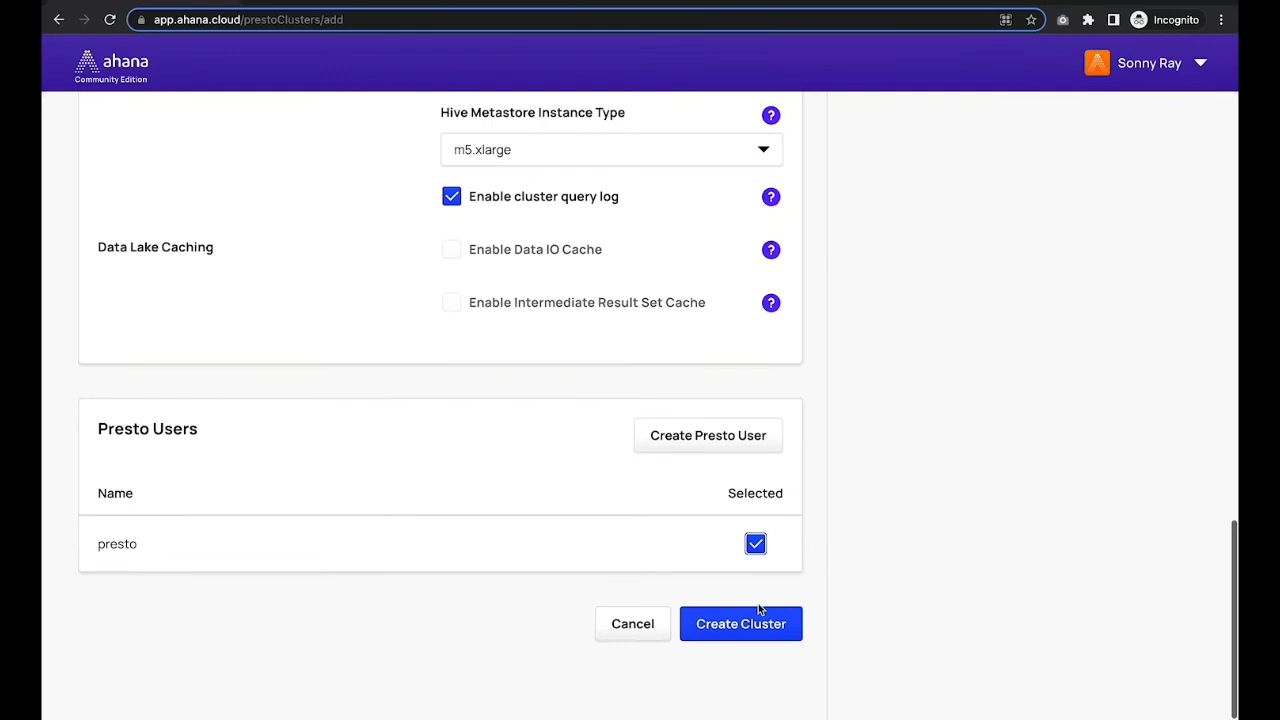 app.ahana.cloud/prestoClusters/add
Incognito
ahana
Community Edition
Sonny Ray
Hive Metastore Instance Type
?
m5.xlarge
Enable cluster query log
?
Data Lake Caching
Enable Data IO Cache
?
Enable Intermediate Result Set Cache
?
Presto Users
Create Presto User
Name
Selected
presto
Cancel
Create Cluster